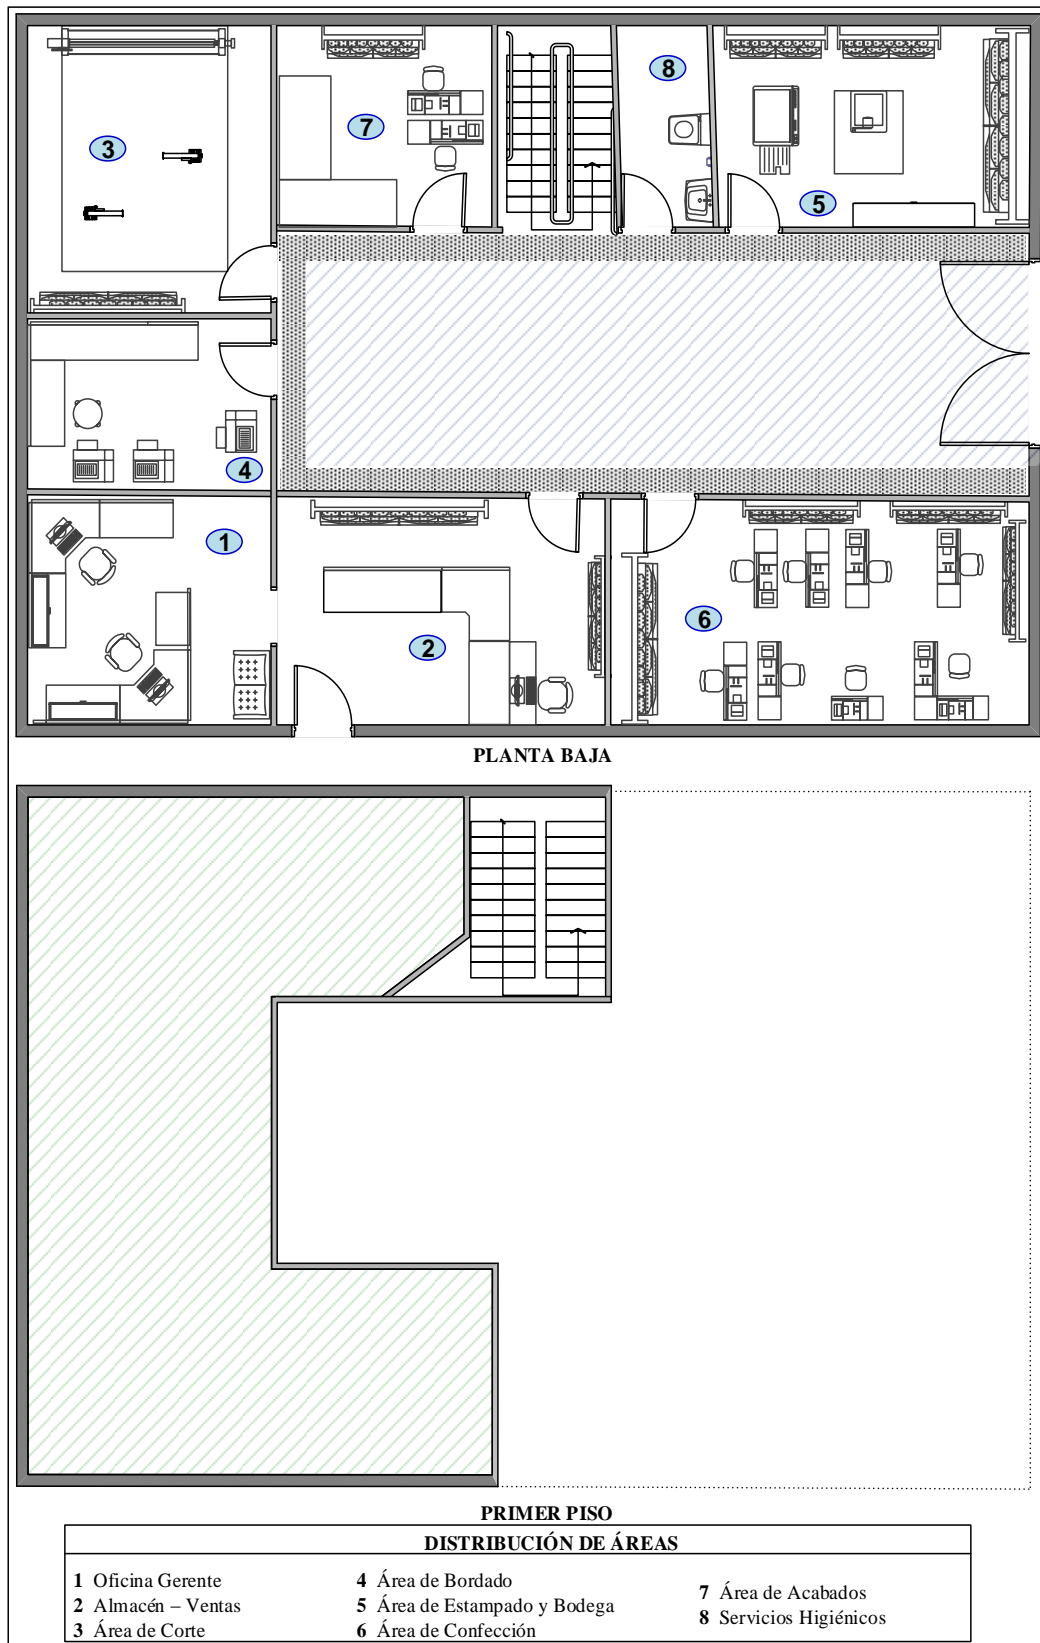 3
7
8
5
4
1
2
6
PLANTA BAJA
PRIMER PISO
DISTRIBUCIÓN DE ÁREAS
1 Oficina Gerente
2 Almacén – Ventas
3 Área de Corte
4 Área de Bordado
5 Área de Estampado y Bodega
6 Área de Confección
7 Área de Acabados
8 Servicios Higiénicos